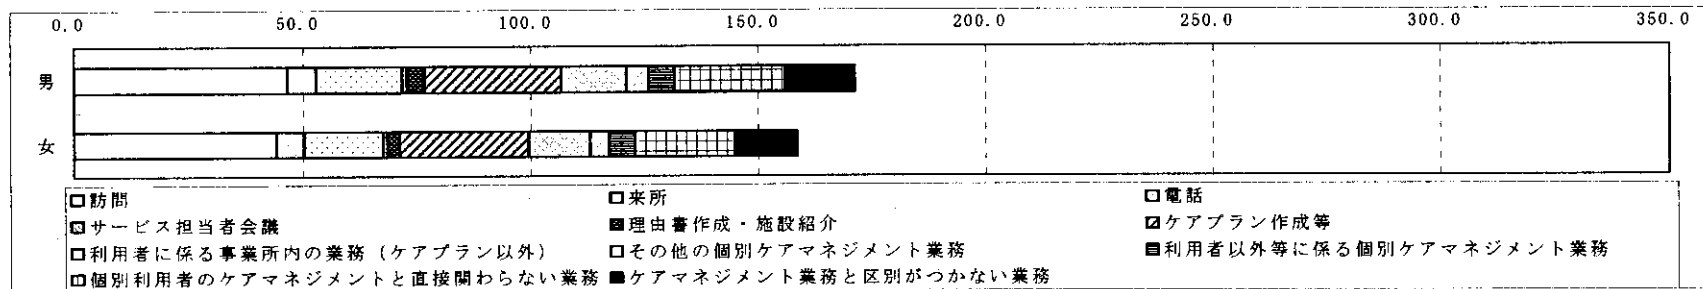 0.0 50.0 100.0 150.0 200.0 250.0 300.0 350.0
男
女
訪問 来所 電話
サービス担当者会議 理由書作成・施設紹介 ケアプラン作成等
利用者に係る事業所内の業務（ケアプラン以外） その他の個別ケアマネジメント業務 利用者以外等に係る個別ケアマネジメント業務
個別利用者のケアマネジメントと直接関わらない業務 ケアマネジメント業務と区別がつかない業務